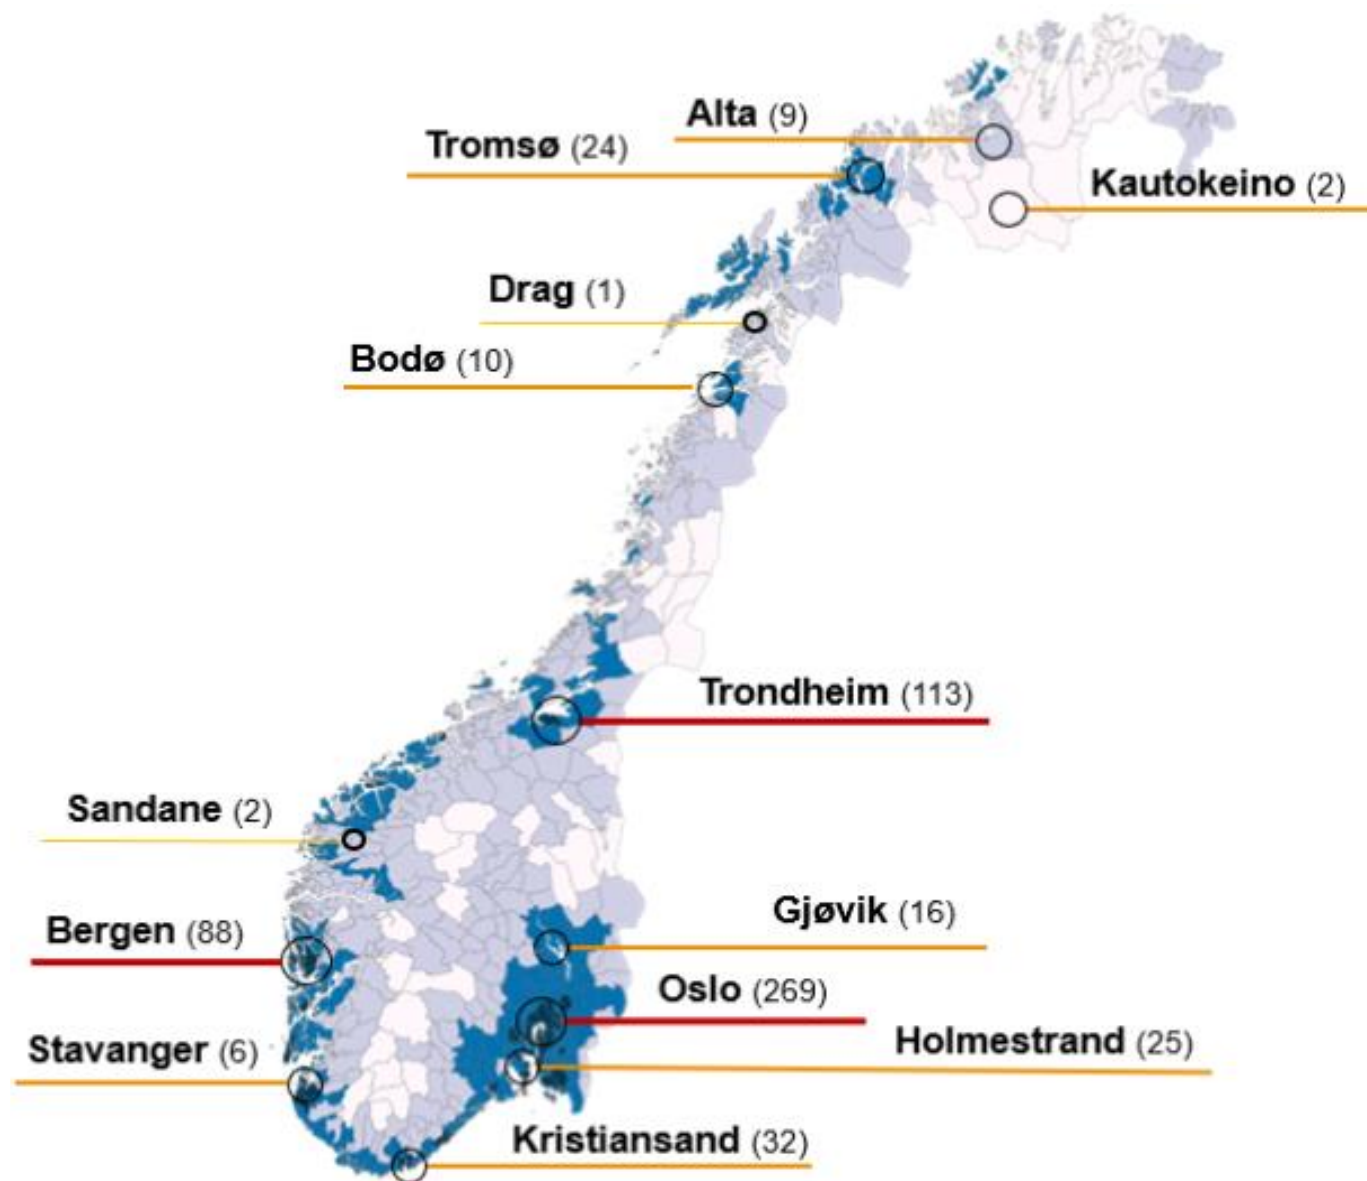 Alta (9)
Tromsø (24)
Kautokeino (2)
Drag (1)
Bodø (10)
Trondheim (113)
Sandane (2)
Gjøvik (16)
Bergen (88)
Oslo (269)
Holmestrand (25)
Stavanger (6)
Kristiansand (32)